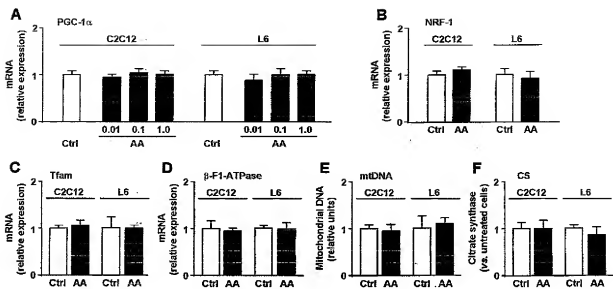 A
PGC-1α
C2C12
L6
mRNA
(relative expression)
2
1
0
Ctrl
0.01 0.1 1.0
AA
Ctrl
0.01 0.1 1.0
AA
B
NRF-1
C2C12
L6
mRNA
(relative expression)
2
1
0
Ctrl AA
Ctrl AA
C
Tfam
C2C12
L6
mRNA
(relative expression)
2
1
0
Ctrl AA
Ctrl AA
D
β-F1-ATPase
C2C12
L6
mRNA
(relative expression)
2
1
0
Ctrl AA
Ctrl AA
E
mtDNA
C2C12
L6
Mitochondrial DNA
(relative units)
2
1
0
Ctrl AA
Ctrl AA
F
CS
C2C12
L6
Citrate synthase
(vs. untreated cells)
2
1
0
Ctrl AA
Ctrl AA